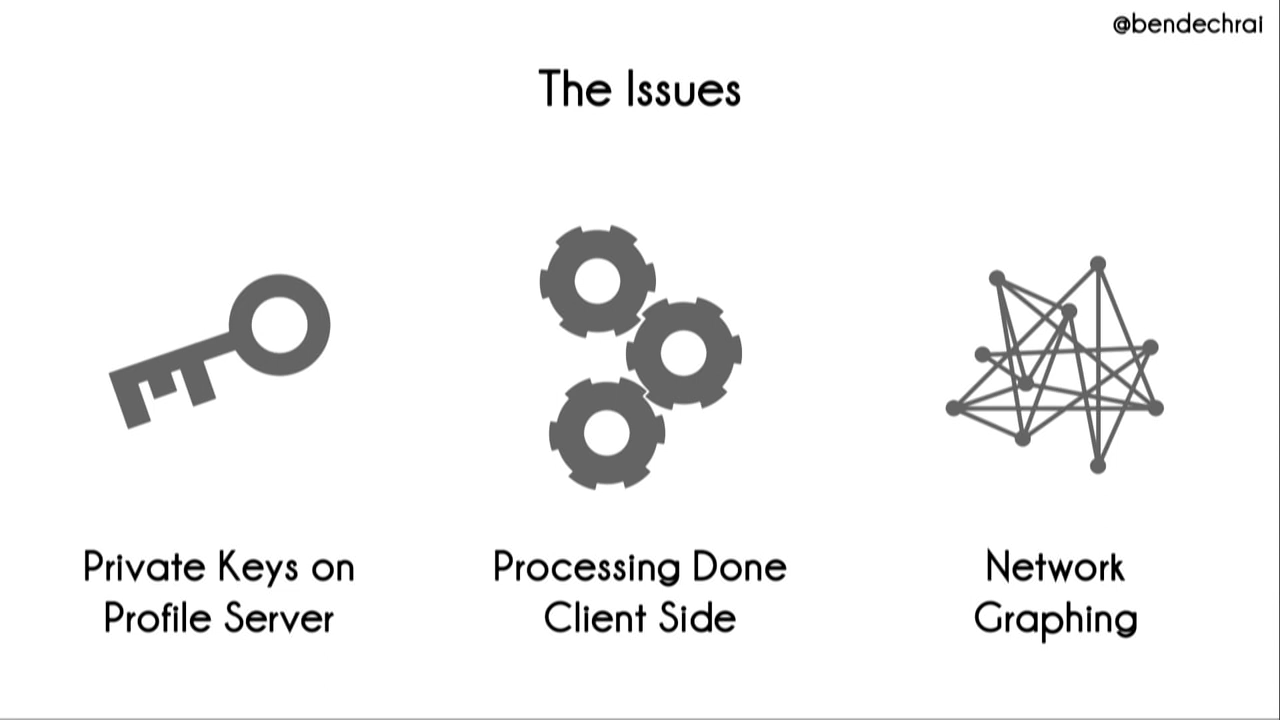 @bendechrai
The Issues
Private Keys on
Profile Server
Processing Done
Client Side
Network
Graphing